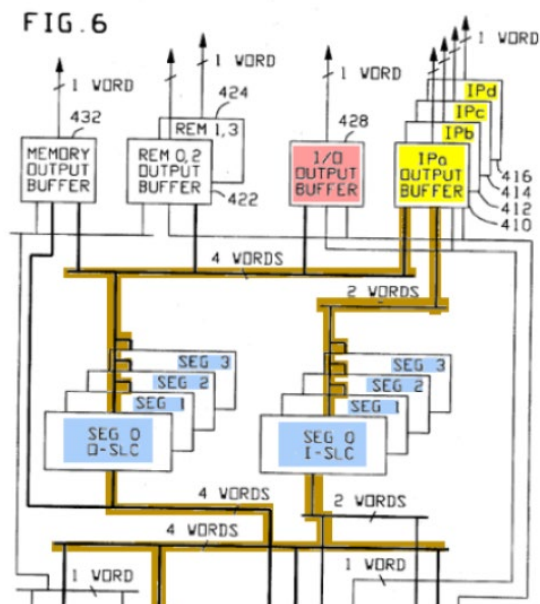 FIG. 6
1 WORD
1 WORD
1 WORD
1 WORD
432
424
428
IPd
IPc
IPb
REM 1,3
MEMORY
OUTPUT
BUFFER
REM 0,2
OUTPUT
BUFFER
I/O
OUTPUT
BUFFER
IPa
OUTPUT
BUFFER
422
416
414
412
410
4 WORDS
2 WORDS
SEG 3
SEG 2
SEG 1
SEG 0
O-SLC
SEG 3
SEG 2
SEG 1
SEG 0
I-SLC
4 WORDS
2 WORDS
4 WORDS
1 WORD
1 WORD